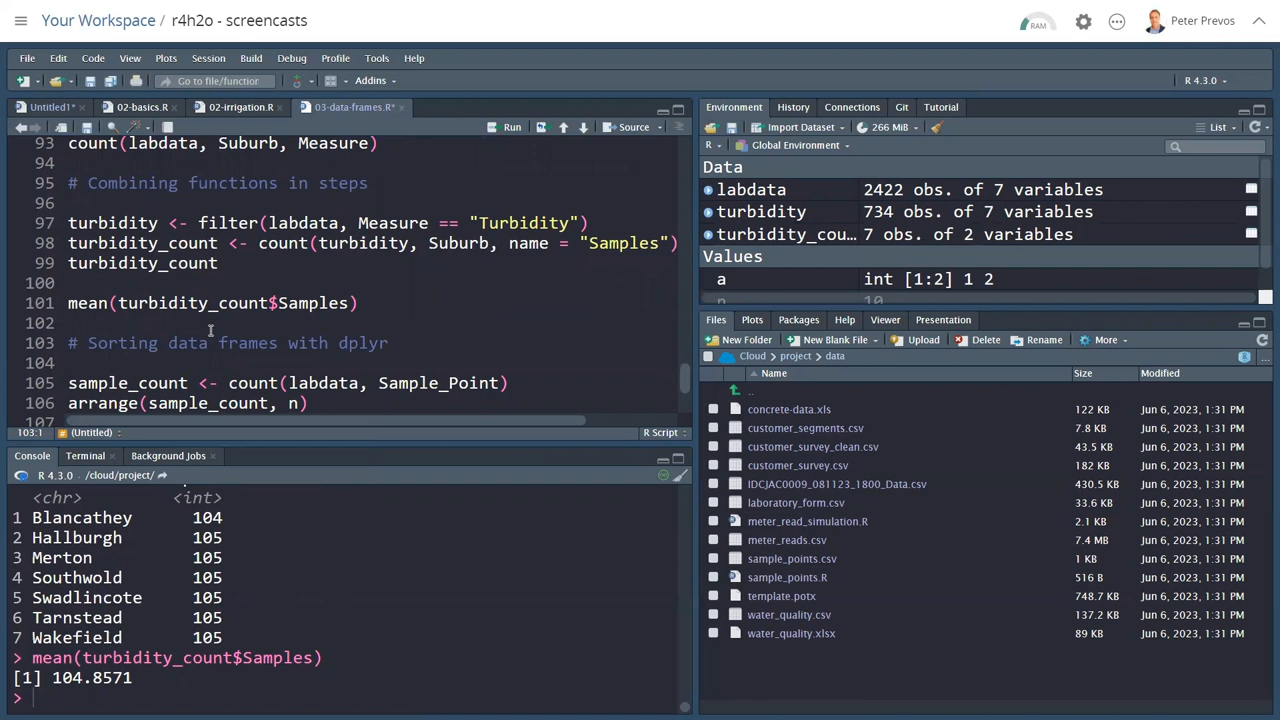 Your Workspace / r4h2o - screencasts
RAM
Peter Prevos
File Edit Code View Plots Session Build Debug Profile Tools Help
Go to file/function Addins
R 4.3.0
Untitled1* 02-basics.R 02-irrigation.R 03-data-frames.R*
Run Source
93 count(labdata, Suburb, Measure)
94
95 # Combining functions in steps
96
97 turbidity <- filter(labdata, Measure == "Turbidity")
98 turbidity_count <- count(turbidity, Suburb, name = "Samples")
99 turbidity_count
100
101 mean(turbidity_count$Samples)
102
103 # Sorting data frames with dplyr
104
105 sample_count <- count(labdata, Sample_Point)
106 arrange(sample_count, n)
107
103:1 # (Untitled) R Script
Console Terminal Background Jobs
R 4.3.0 . /cloud/project/
<chr> <int>
1 Blancathey 104
2 Hallburgh 105
3 Merton 105
4 Southwold 105
5 Swadlincote 105
6 Tarnstead 105
7 Wakefield 105
> mean(turbidity_count$Samples)
[1] 104.8571
>
Environment History Connections Git Tutorial
Import Dataset 266 MiB List
R Global Environment
Data
labdata 2422 obs. of 7 variables
turbidity 734 obs. of 7 variables
turbidity_cou… 7 obs. of 2 variables
Values
a int [1:2] 1 2
n 10
Files Plots Packages Help Viewer Presentation
New Folder New Blank File Upload Delete Rename More
Cloud project data
Name Size Modified
..
concrete-data.xls 122 KB Jun 6, 2023, 1:31 PM
customer_segments.csv 7.8 KB Jun 6, 2023, 1:31 PM
customer_survey_clean.csv 43.5 KB Jun 6, 2023, 1:31 PM
customer_survey.csv 182 KB Jun 6, 2023, 1:31 PM
IDCJAC0009_081123_1800_Data.csv 430.5 KB Jun 6, 2023, 1:31 PM
laboratory_form.csv 33.6 KB Jun 6, 2023, 1:31 PM
meter_read_simulation.R 2.1 KB Jun 6, 2023, 1:31 PM
meter_reads.csv 7.4 MB Jun 6, 2023, 1:31 PM
sample_points.csv 1 KB Jun 6, 2023, 1:31 PM
sample_points.R 516 B Jun 6, 2023, 1:31 PM
template.potx 748.7 KB Jun 6, 2023, 1:31 PM
water_quality.csv 137.2 KB Jun 6, 2023, 1:31 PM
water_quality.xlsx 89 KB Jun 6, 2023, 1:31 PM